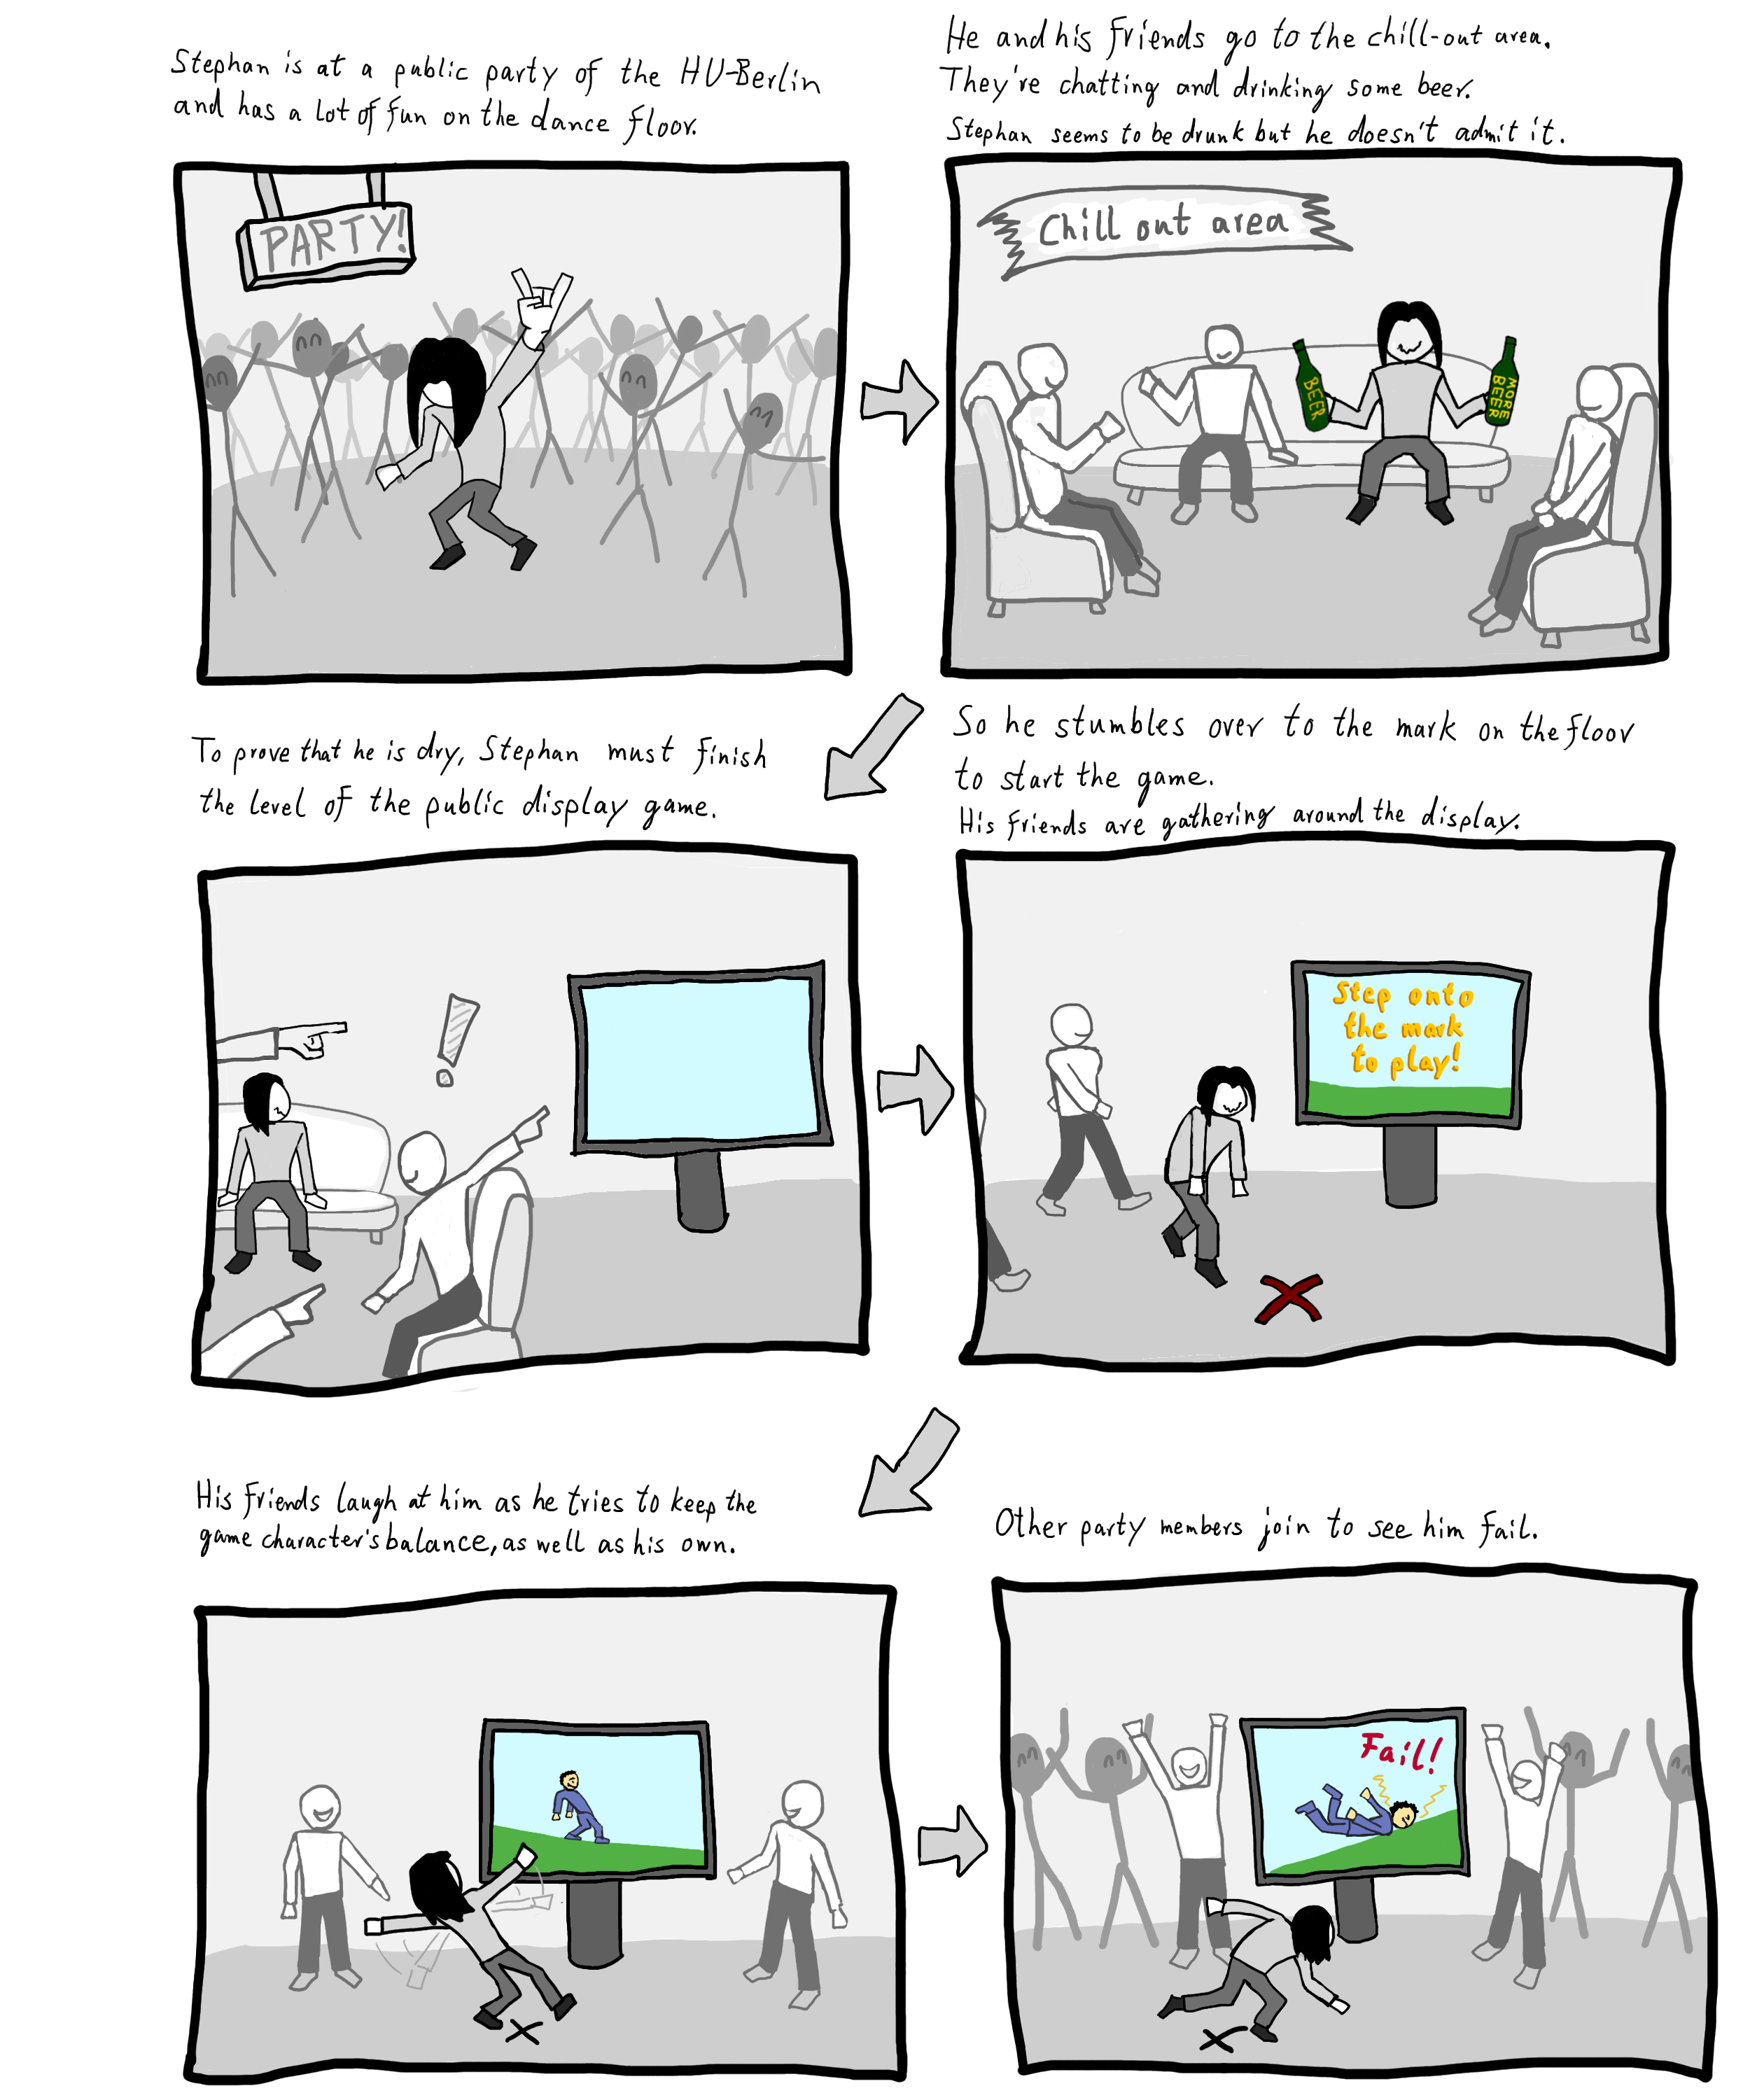 Stephan is at a public party of the HU-Berlin
and has a lot of fun on the dance floor.
PARTY!
He and his friends go to the chill-out area.
They're chatting and drinking some beer.
Stephan seems to be drunk but he doesn't admit it.
Chill out area
BEER
MORE
BEER
To prove that he is dry, Stephan must finish
the level of the public display game.
!
So he stumbles over to the mark on the floor
to start the game.
His friends are gathering around the display.
Step onto
the mark
to play!
His friends laugh at him as he tries to keep the
game character's balance, as well as his own.
Other party members join to see him fail.
Fail!